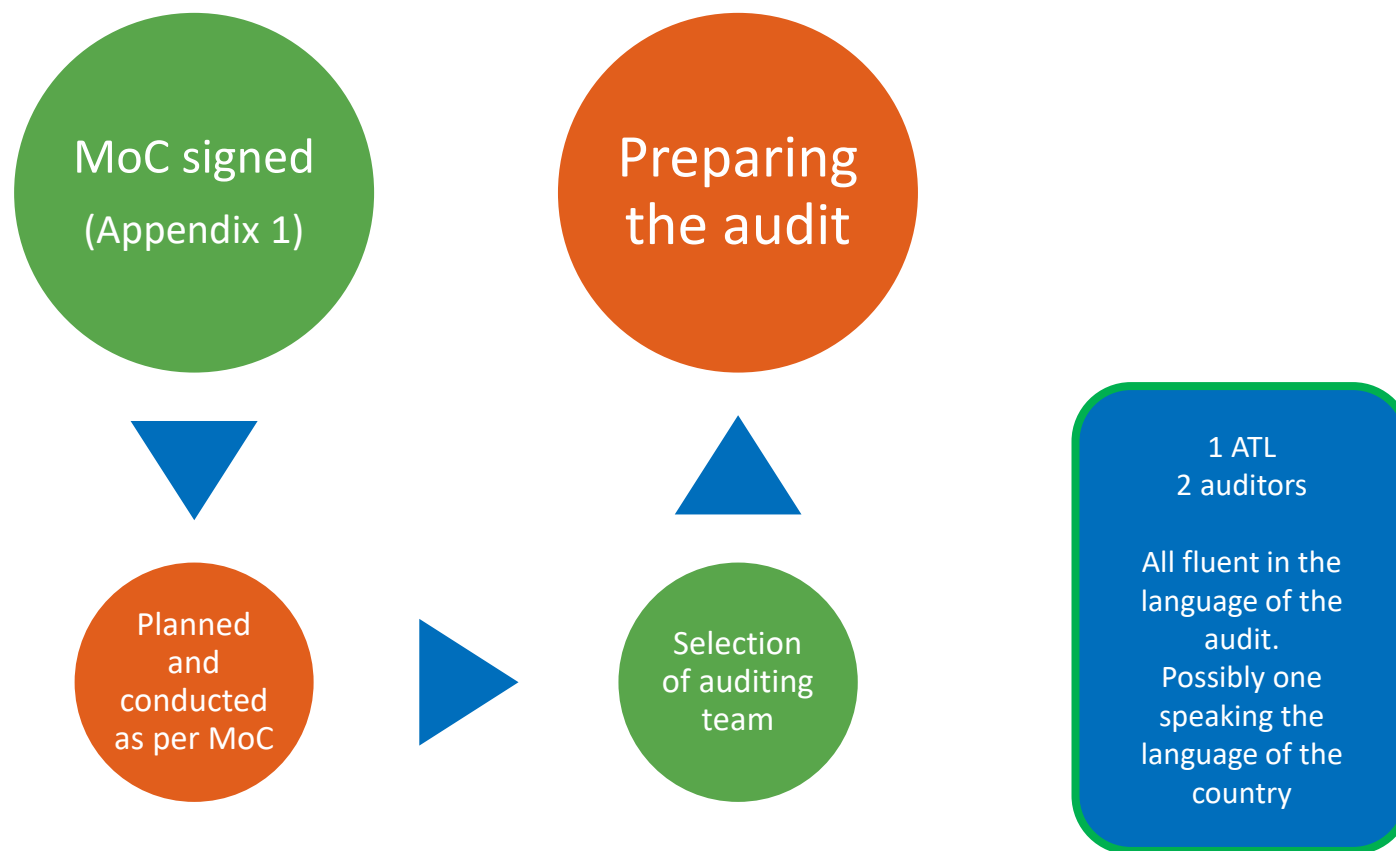 MoC signed
(Appendix 1)
Planned
and
conducted
as per MoC
Selection
of auditing
team
Preparing
the audit
1 ATL
2 auditors
All fluent in the
language of the
audit.
Possibly one
speaking the
language of the
country